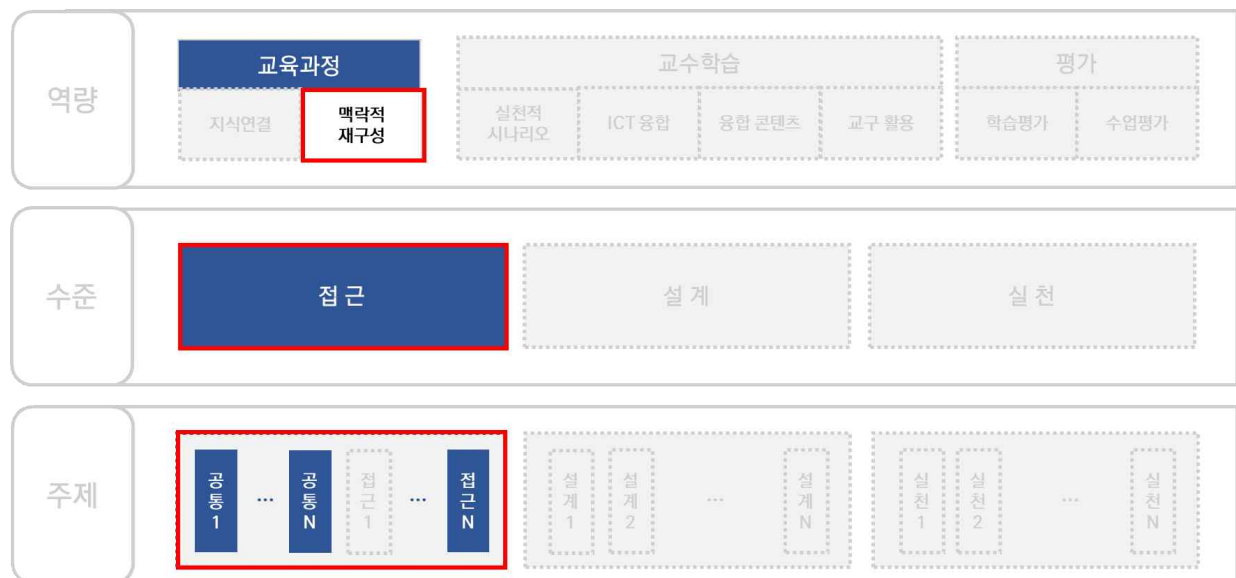 역량
교육과정
지식연결
맥락적
재구성
교수학습
실천적
시나리오
ICT 융합
융합 콘텐츠
교구 활용
평가
학습평가
수업평가
수준
접 근
설 계
실 천
주제
공통1
...
공통N
접근1
...
접근N
설계1
설계2
...
설계N
실천1
실천2
...
실천N